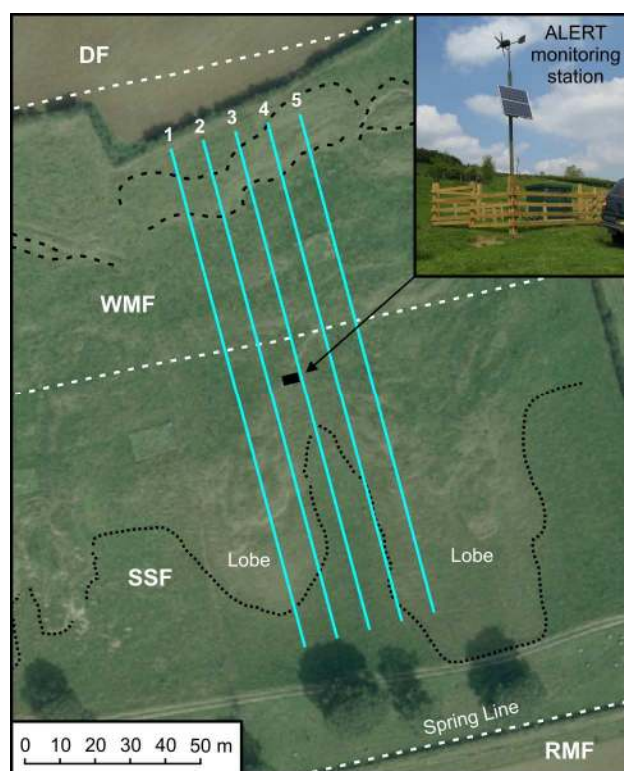 DF
ALERT
monitoring
station
1
2
3
4
5
WMF
Lobe
Lobe
SSF
Spring Line
0 10 20 30 40 50 m
RMF